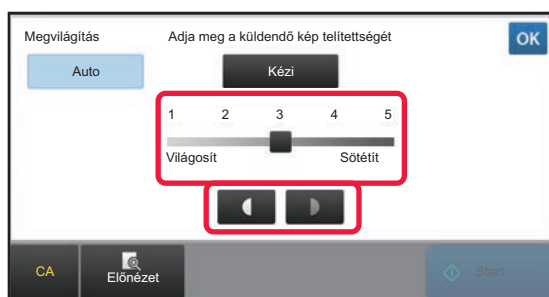 Megvilágítás
Adja meg a küldendő kép telítettségét
OK
Auto
Kézi
1 2 3 4 5
Világosít
Sötétít
CA
Előnézet
Start